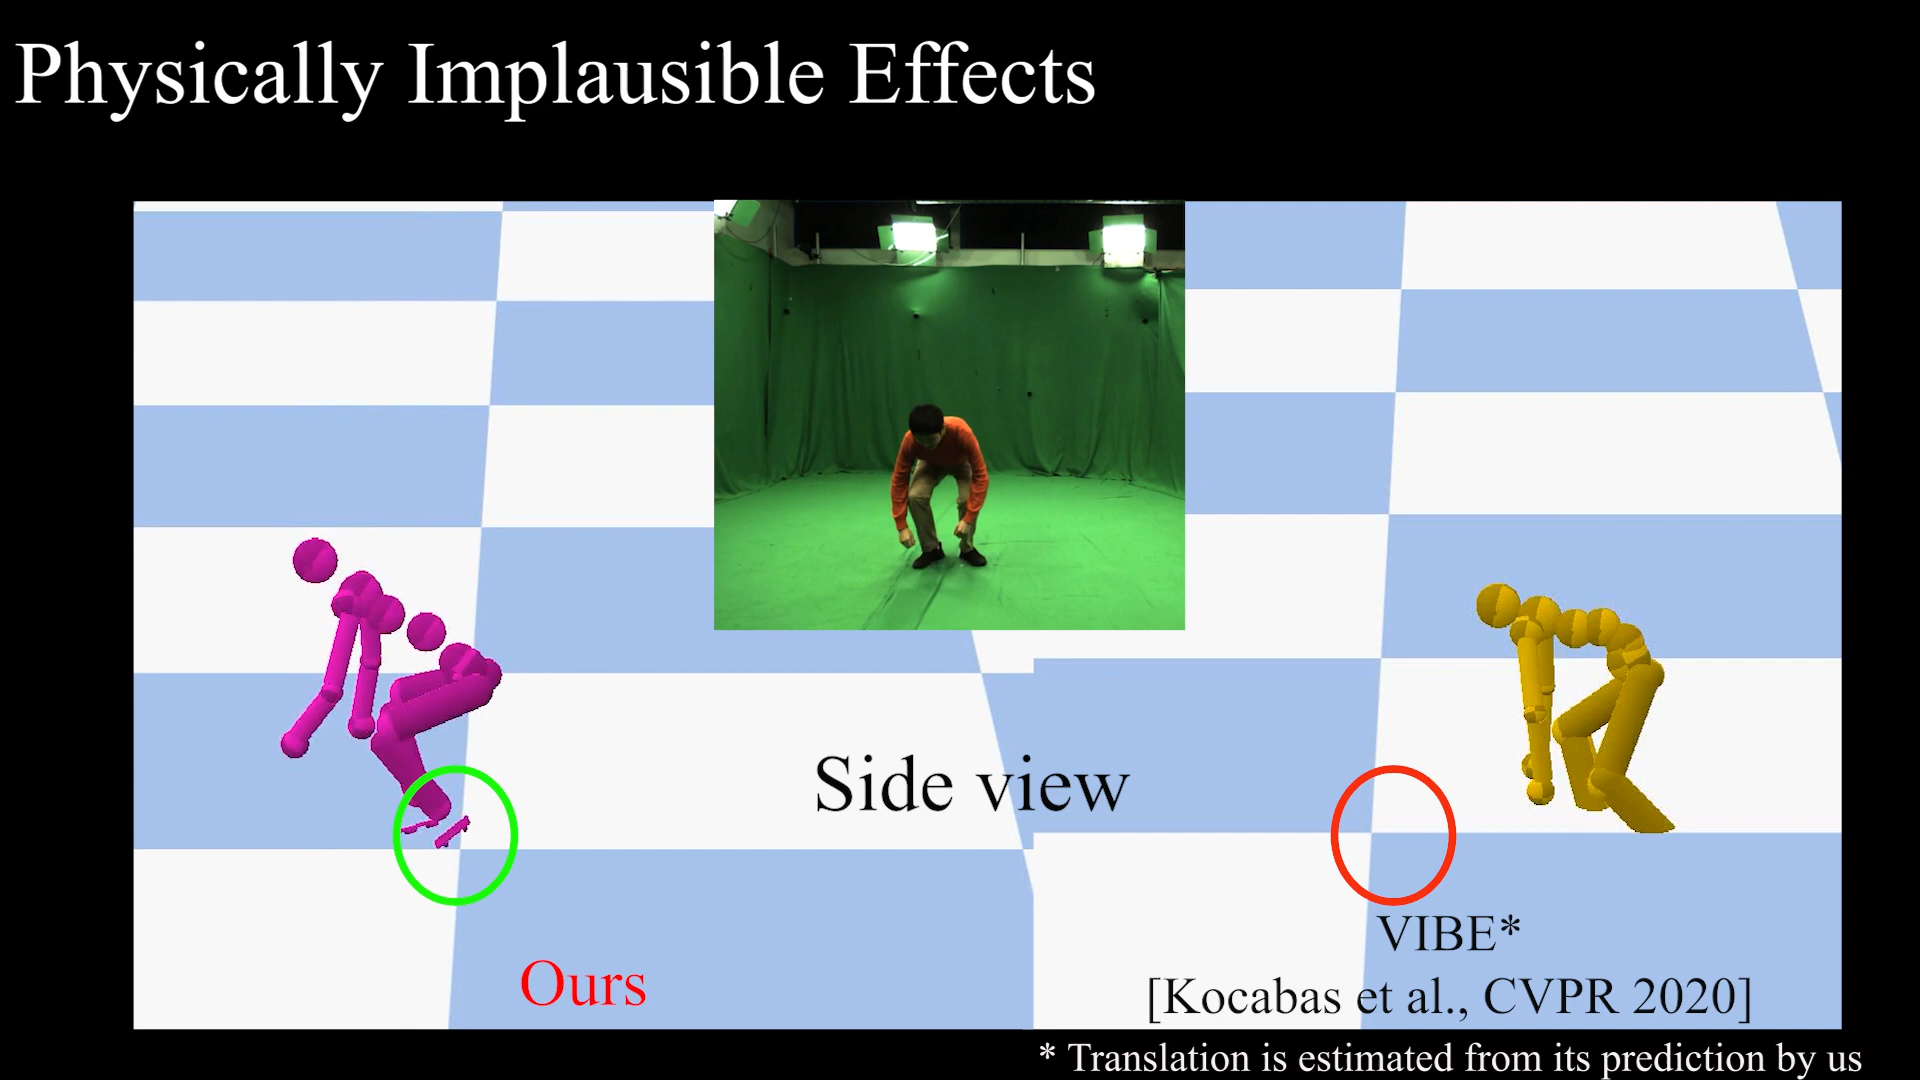 Physically Implausible Effects
Side view
Ours
VIBE*
[Kocabas et al., CVPR 2020]
* Translation is estimated from its prediction by us